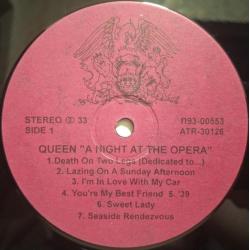 STEREO ⓛ 33 П93-00553
SIDE 1 ATR-30126
QUEEN "A NIGHT AT THE OPERA"
1.Death On Two Legs (Dedicated to...)
2.Lazing On A Sunday Afternoon
3.I'm In Love With My Car
4. You're My Best Friend 5. '39
6. Sweet Lady
7. Seaside Rendezvous